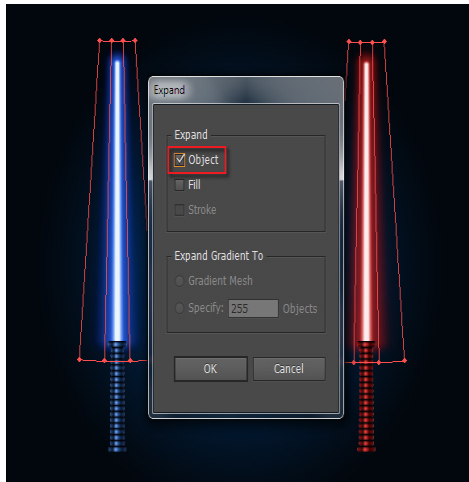 Expand
Expand
Object
Fill
Stroke
Expand Gradient To
Gradient Mesh
Specify: 255 Objects
OK Cancel